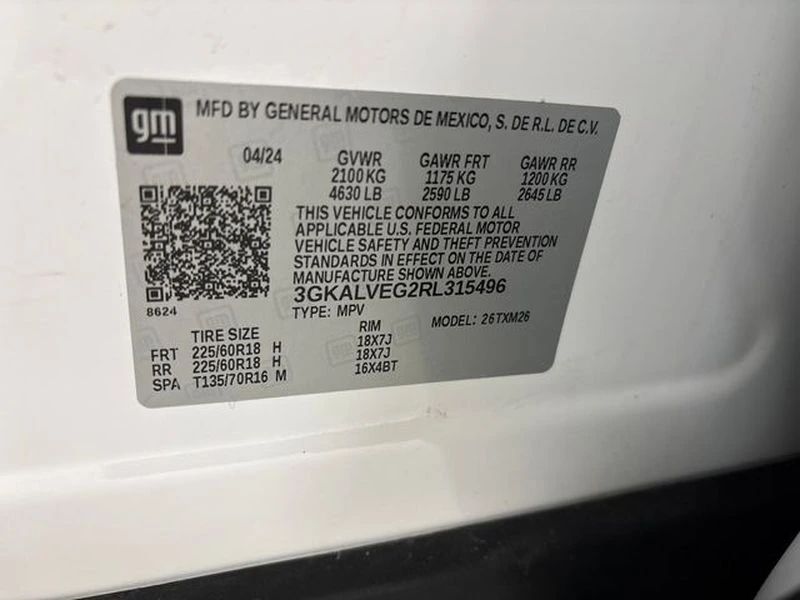 gm MFD BY GENERAL MOTORS DE MEXICO, S. DE R.L. DE C.V.
04/24 GVWR GAWR FRT GAWR RR
2100 KG 1175 KG 1200 KG
4630 LB 2590 LB 2645 LB
THIS VEHICLE CONFORMS TO ALL
APPLICABLE U.S. FEDERAL MOTOR
VEHICLE SAFETY AND THEFT PREVENTION
STANDARDS IN EFFECT ON THE DATE OF
MANUFACTURE SHOWN ABOVE.
3GKALVEG2RL315496
8624
TYPE: MPV MODEL: 26TXM26
TIRE SIZE RIM
FRT 225/60R18 H 18X7J
RR 225/60R18 H 18X7J
SPA T135/70R16 M 16X4BT